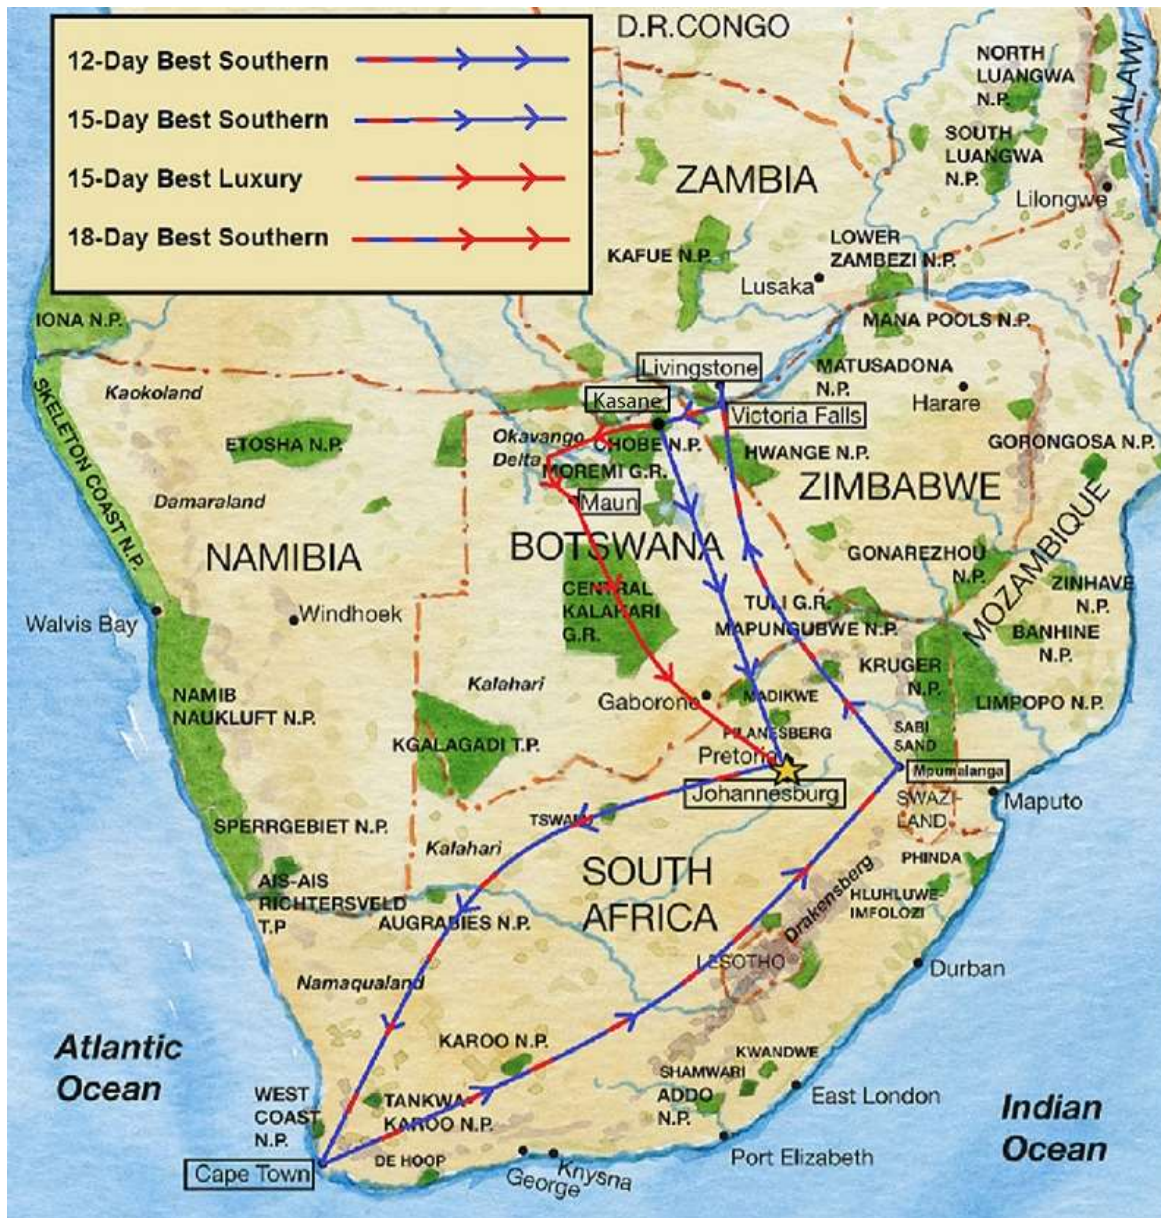 12-Day Best Southern
15-Day Best Southern
15-Day Best Luxury
18-Day Best Southern
D.R.CONGO
MALAWI
NORTH
LUANGWA
N.P.
SOUTH
LUANGWA
N.P.
ZAMBIA
Lilongwe
KAFUE N.P.
LOWER
ZAMBEZI N.P.
Lusaka
IONA N.P.
MANA POOLS N.P.
Livingstone
MATUSADONA
N.P.
Kaokoland
SKELETON COAST N.P.
Kasane
Harare
Victoria Falls
ETOSHA N.P.
Okavango
Delta
CHOBE N.P.
HWANGE N.P.
GORONGOSA N.P.
MOREMI G.R.
Damaraland
Maun
ZIMBABWE
NAMIBIA
BOTSWANA
MOZAMBIQUE
GONAREZHOU
N.P.
ZINHAVE
N.P.
CENTRAL
KALAHARI
G.R.
TULI G.R.
Walvis Bay
Windhoek
MAPUNGUBWE N.P.
BANHINE
N.P.
KRUGER
N.P.
Kalahari
NAMIB
NAUKLUFT N.P.
Gaborone
MADIKWE
LIMPOPO N.P.
PILANESBERG
SABI
SAND
KGALAGADI T.P.
Pretoria
Mpumalanga
Johannesburg
SWAZI-
LAND
Maputo
SPERRGEBIET N.P.
TSWALU
Kalahari
PHINDA
SOUTH
AFRICA
AIS-AIS
RICHTERSVELD
T.P
Drakensberg
HLUHLUWE-
IMFOLOZI
AUGRABIES N.P.
LESOTHO
Durban
Namaqualand
Atlantic
Ocean
KAROO N.P.
KWANDWE
SHAMWARI
WEST
COAST
N.P.
TANKWA
KAROO N.P.
ADDO
N.P.
East London
Indian
Ocean
Cape Town
DE HOOP
George
Knysna
Port Elizabeth